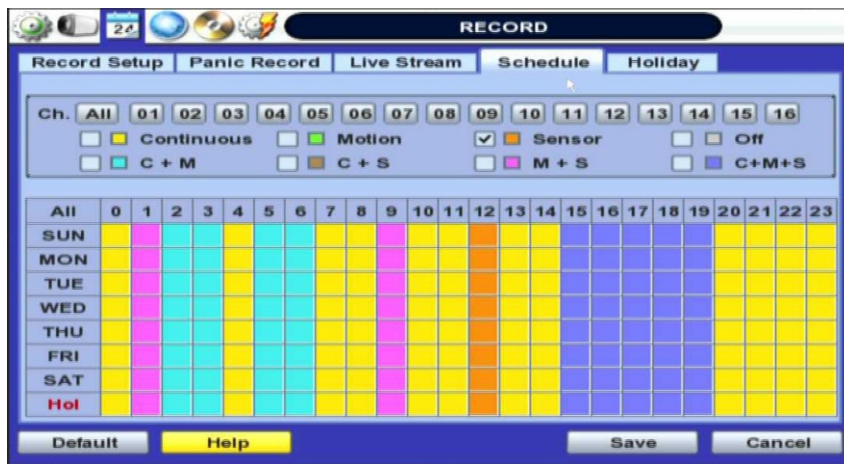 24
RECORD
Record Setup Panic Record Live Stream Schedule Holiday
Ch. All 01 02 03 04 05 06 07 08 09 10 11 12 13 14 15 16
Continuous Motion Sensor Off
C + M C + S M + S C+M+S
All 0 1 2 3 4 5 6 7 8 9 10 11 12 13 14 15 16 17 18 19 20 21 22 23
SUN
MON
TUE
WED
THU
FRI
SAT
Hol
Default Help Save Cancel